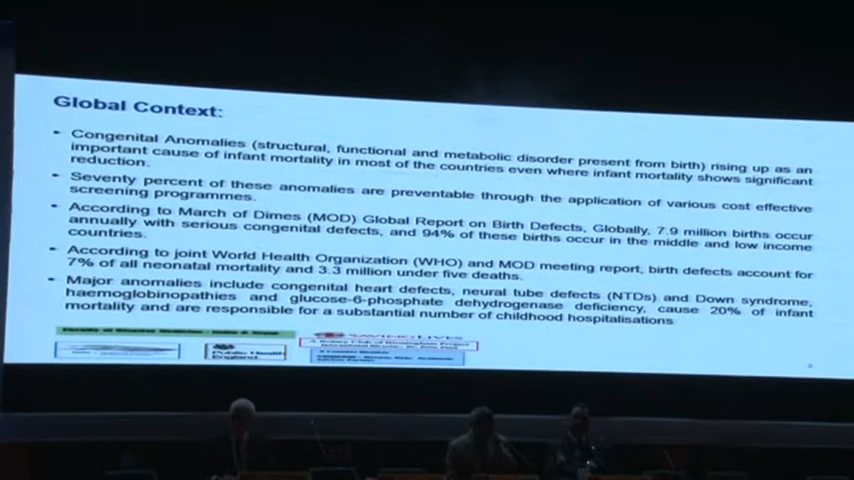 Global Context:
• Congenital Anomalies (structural, functional and metabolic disorder present from birth) rising up as an
important cause of infant mortality in most of the countries even where infant mortality shows significant
reduction.
• Seventy percent of these anomalies are preventable through the application of various cost effective
screening programmes.
• According to March of Dimes (MOD) Global Report on Birth Defects, Globally, 7.9 million births occur
annually with serious congenital defects, and 94% of these births occur in the middle and low income
countries.
• According to joint World Health Organization (WHO) and MOD meeting report, birth defects account for
7% of all neonatal mortality and 3.3 million under five deaths.
• Major anomalies include congenital heart defects, neural tube defects (NTDs) and Down syndrome,
haemoglobinopathies and glucose-6-phosphate dehydrogenase deficiency, cause 20% of infant
mortality and are responsible for a substantial number of childhood hospitalisations
SAVING LIVES
A Rotary Club of Birmingham Project
Public Health
England